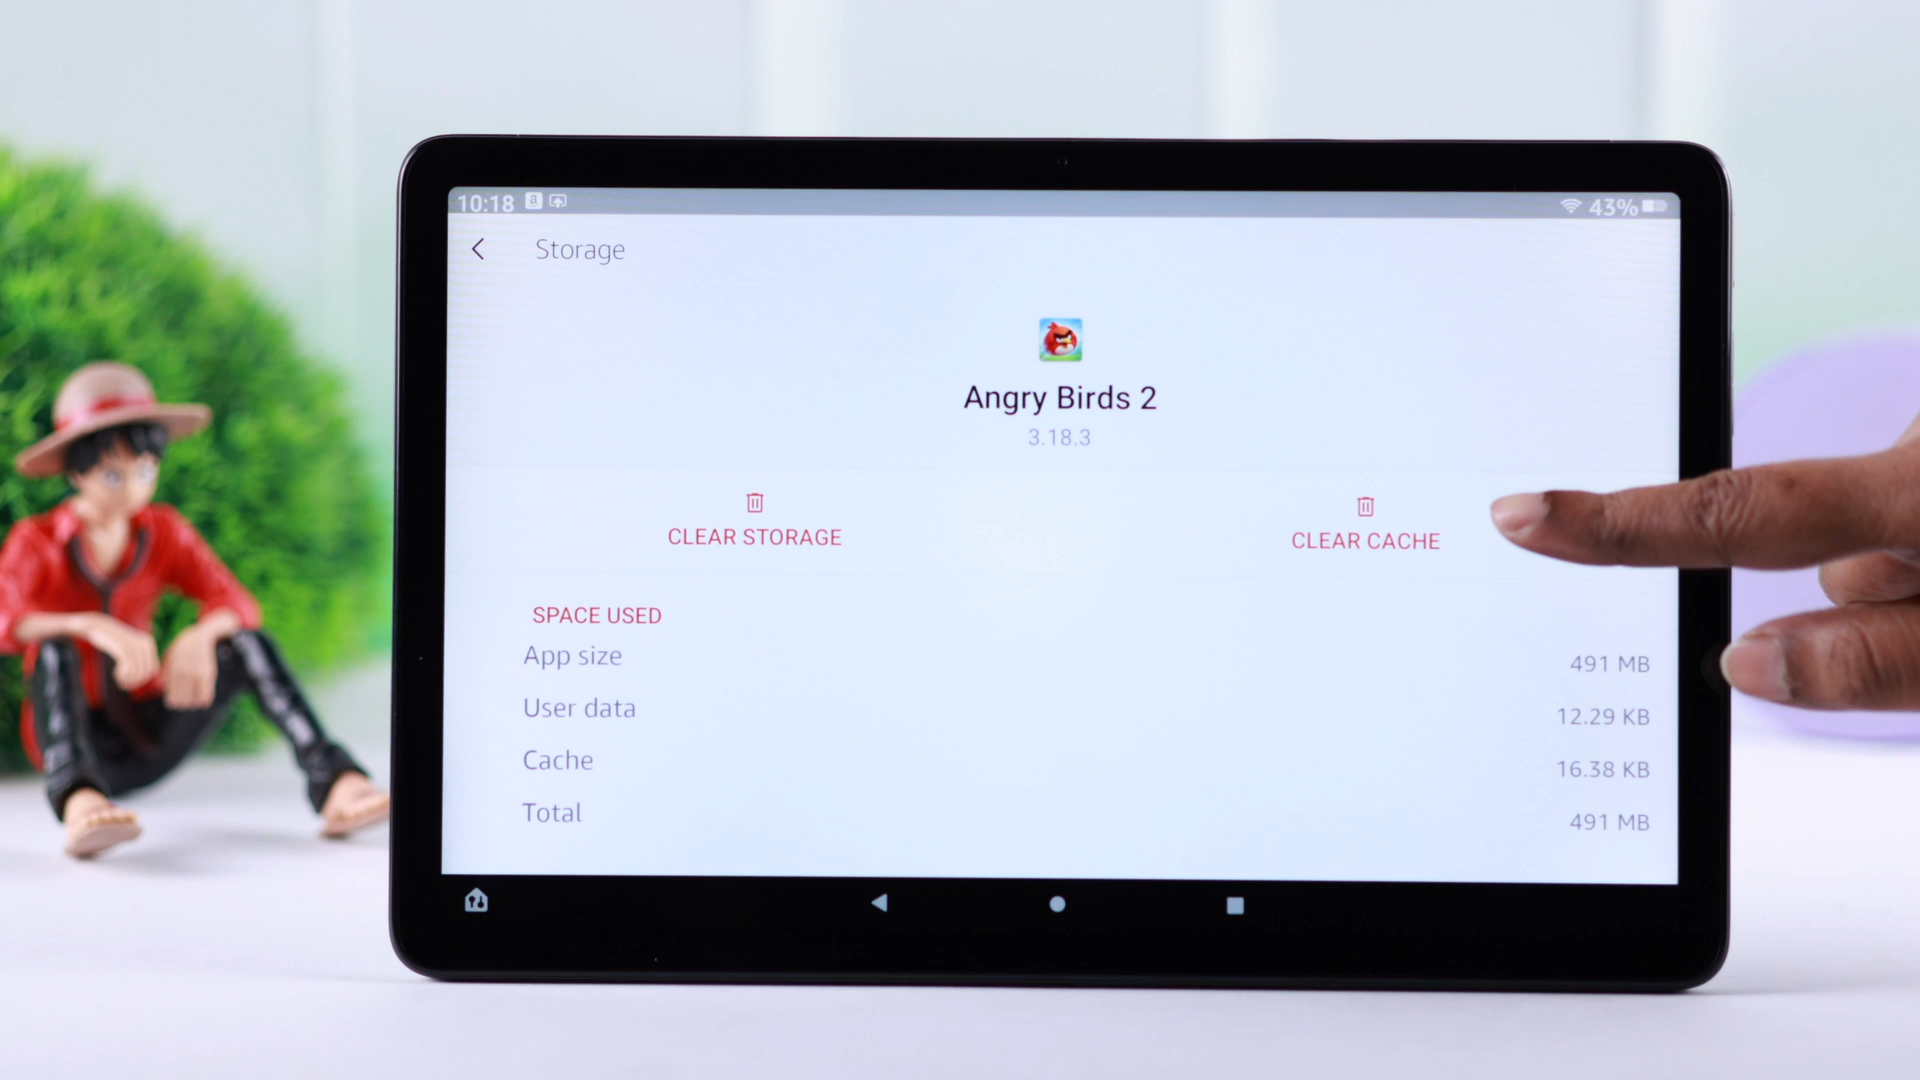 10:18
43%
Storage
Angry Birds 2
3.18.3
CLEAR STORAGE
CLEAR CACHE
SPACE USED
App size 491 MB
User data 12.29 KB
Cache 16.38 KB
Total 491 MB